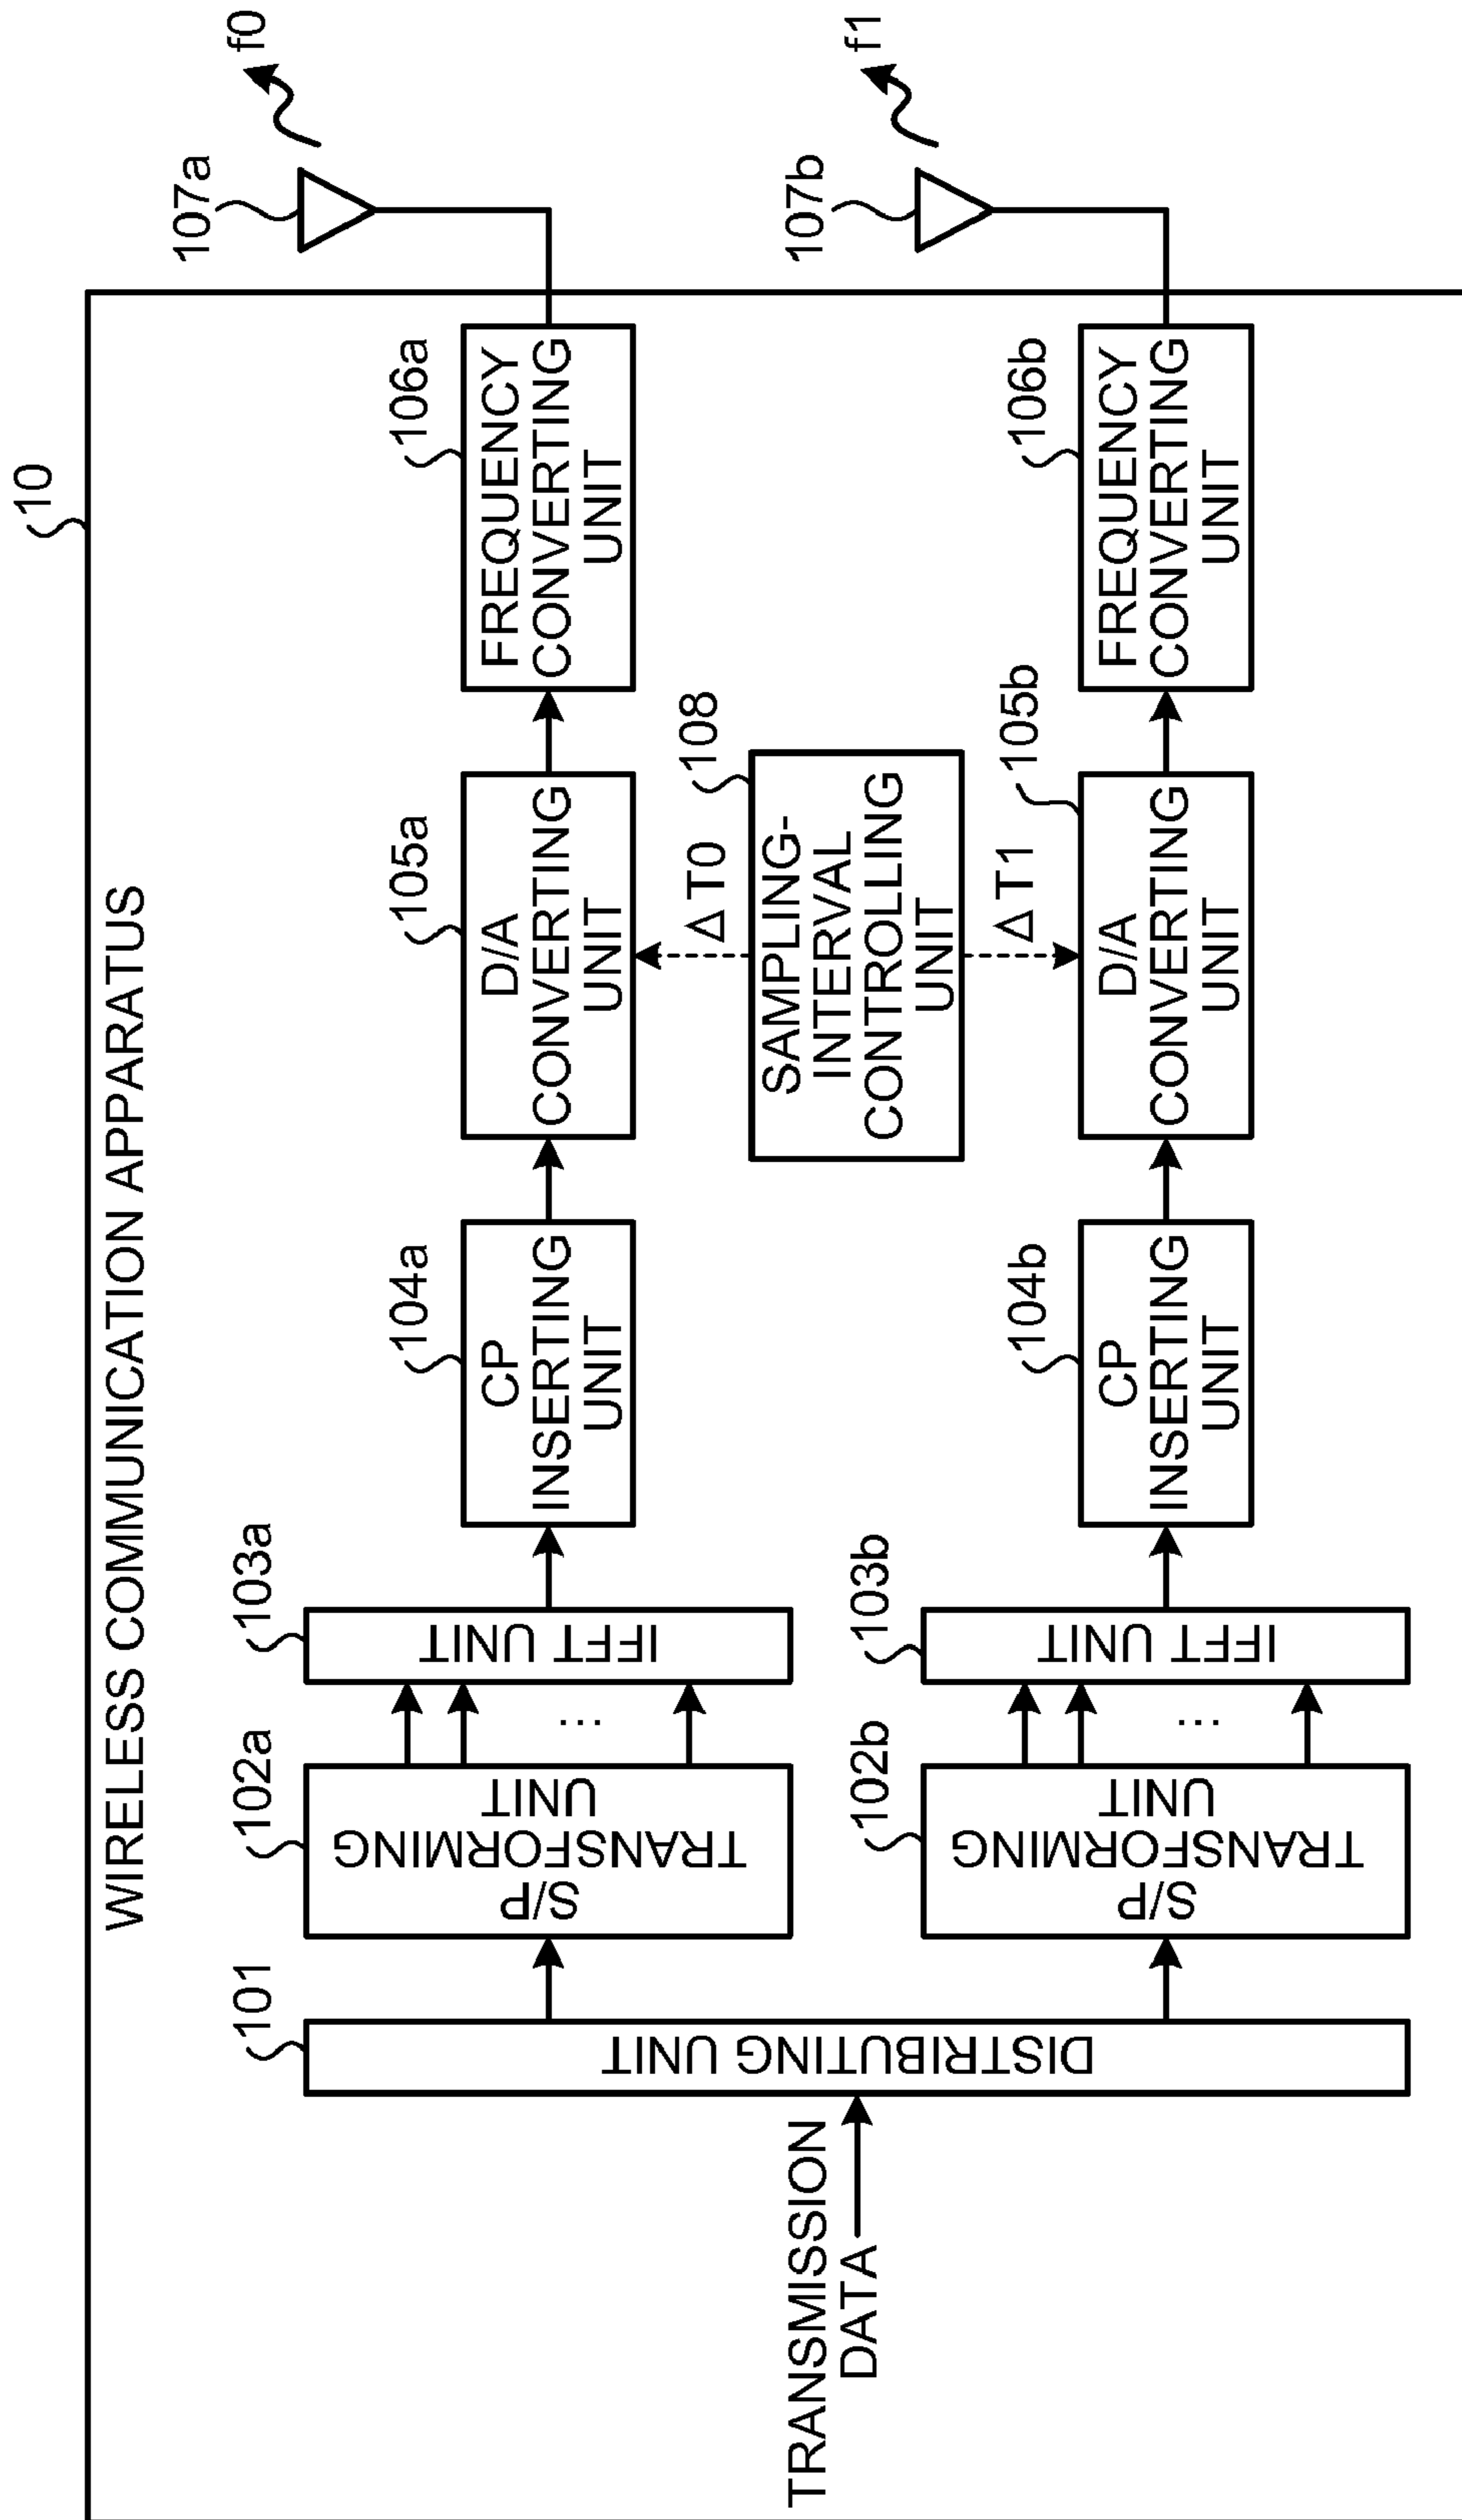 10
WIRELESS COMMUNICATION APPARATUS
TRANSMISSION
DATA
101
DISTRIBUTING UNIT
102a
S/P
TRANSFORMING
UNIT
...
103a
IFFT UNIT
104a
CP
INSERTING
UNIT
105a
D/A
CONVERTING
UNIT
106a
FREQUENCY
CONVERTING
UNIT
107a
f0
ΔT0
108
SAMPLING-
INTERVAL
CONTROLLING
UNIT
ΔT1
102b
S/P
TRANSFORMING
UNIT
...
103b
IFFT UNIT
104b
CP
INSERTING
UNIT
105b
D/A
CONVERTING
UNIT
106b
FREQUENCY
CONVERTING
UNIT
107b
f1